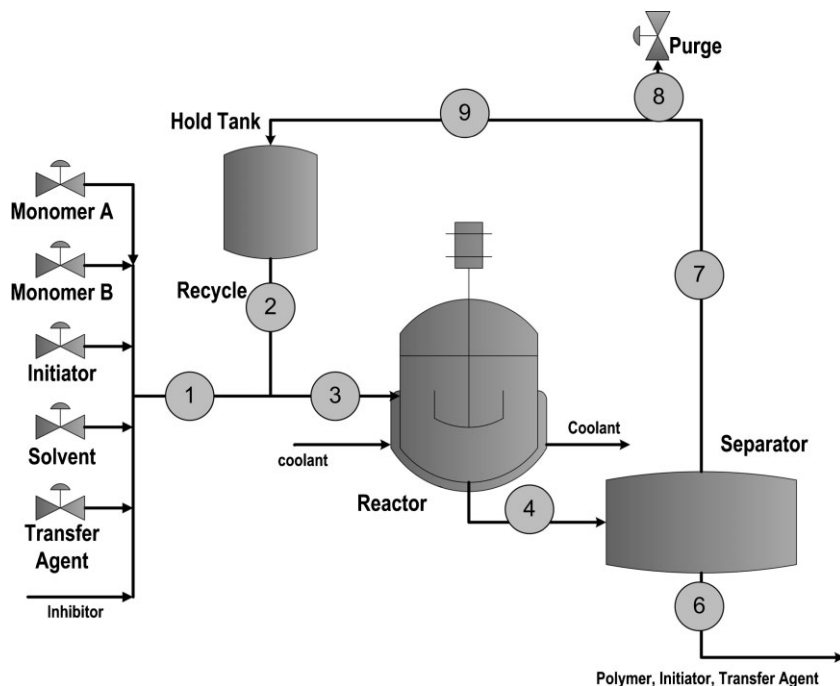 Purge
8
9
Hold Tank
Monomer A
7
Monomer B
Recycle
2
Initiator
1
3
Solvent
coolant
Coolant
Separator
Reactor
4
Transfer
Agent
Inhibitor
6
Polymer, Initiator, Transfer Agent